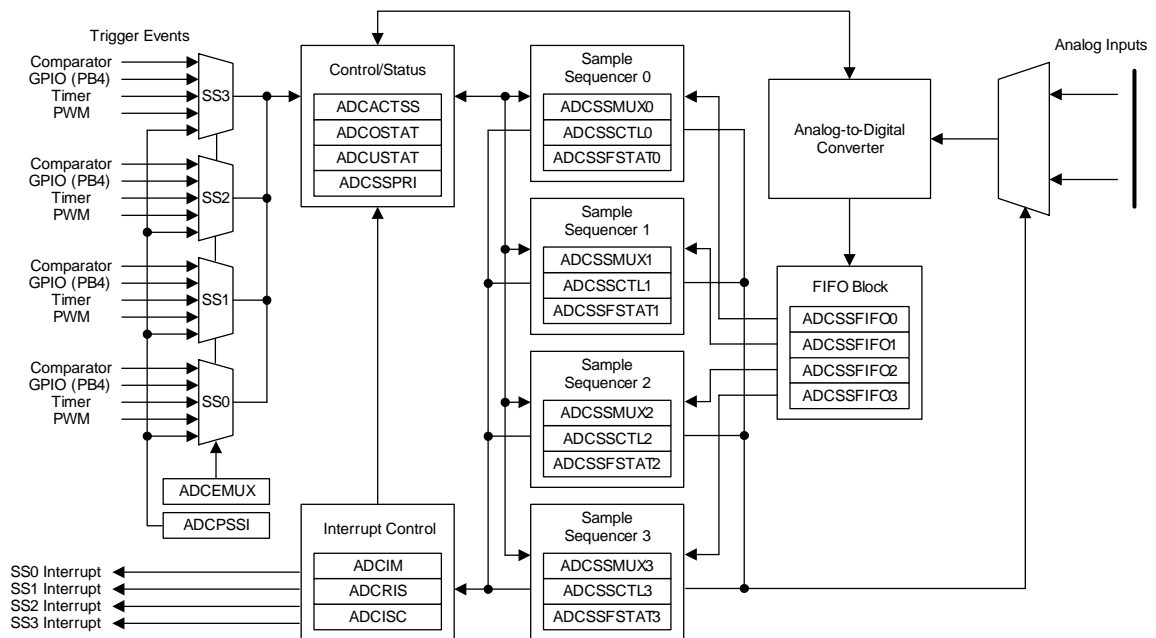 Trigger Events
Comparator
GPIO (PB4)
Timer
PWM
SS3
Comparator
GPIO (PB4)
Timer
PWM
SS2
Comparator
GPIO (PB4)
Timer
PWM
SS1
Comparator
GPIO (PB4)
Timer
PWM
SS0
ADCEMUX
ADCPSSI
Control/Status
ADCACTSS
ADCOSTAT
ADCUSTAT
ADCSSPRI
Interrupt Control
ADCIM
ADCRIS
ADCISC
SS0 Interrupt
SS1 Interrupt
SS2 Interrupt
SS3 Interrupt
Sample
Sequencer 0
ADCSSMUX0
ADCSSCTL0
ADCSSFSTAT0
Sample
Sequencer 1
ADCSSMUX1
ADCSSCTL1
ADCSSFSTAT1
Sample
Sequencer 2
ADCSSMUX2
ADCSSCTL2
ADCSSFSTAT2
Sample
Sequencer 3
ADCSSMUX3
ADCSSCTL3
ADCSSFSTAT3
Analog-to-Digital
Converter
FIFO Block
ADCSSFIFO0
ADCSSFIFO1
ADCSSFIFO2
ADCSSFIFO3
Analog Inputs